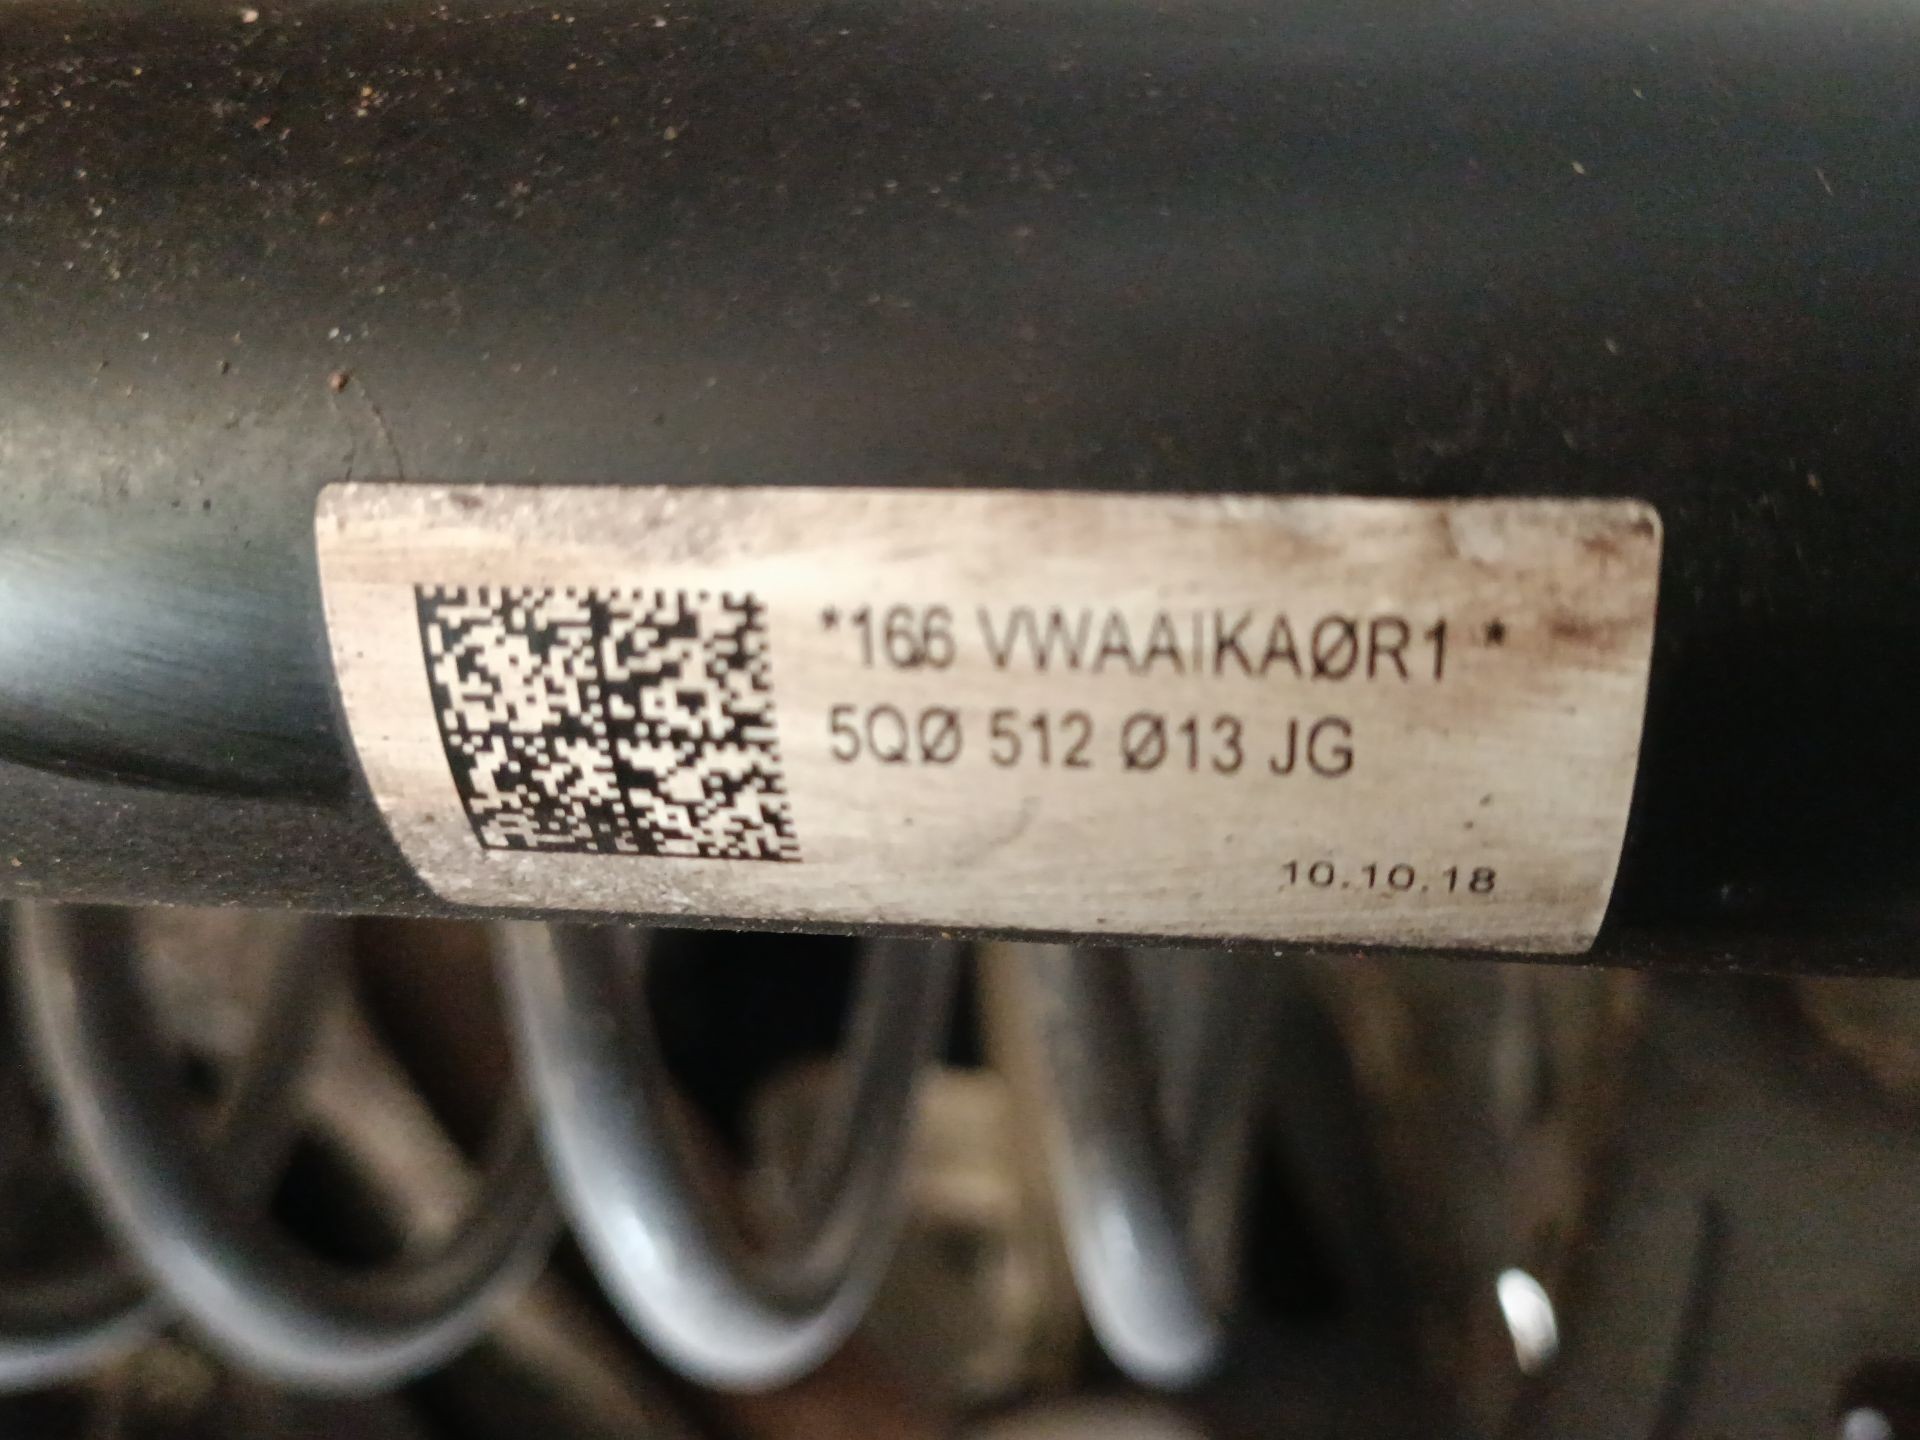 *166 VWAAIKAØR1 *
5QØ 512 Ø13 JG
10.10.18